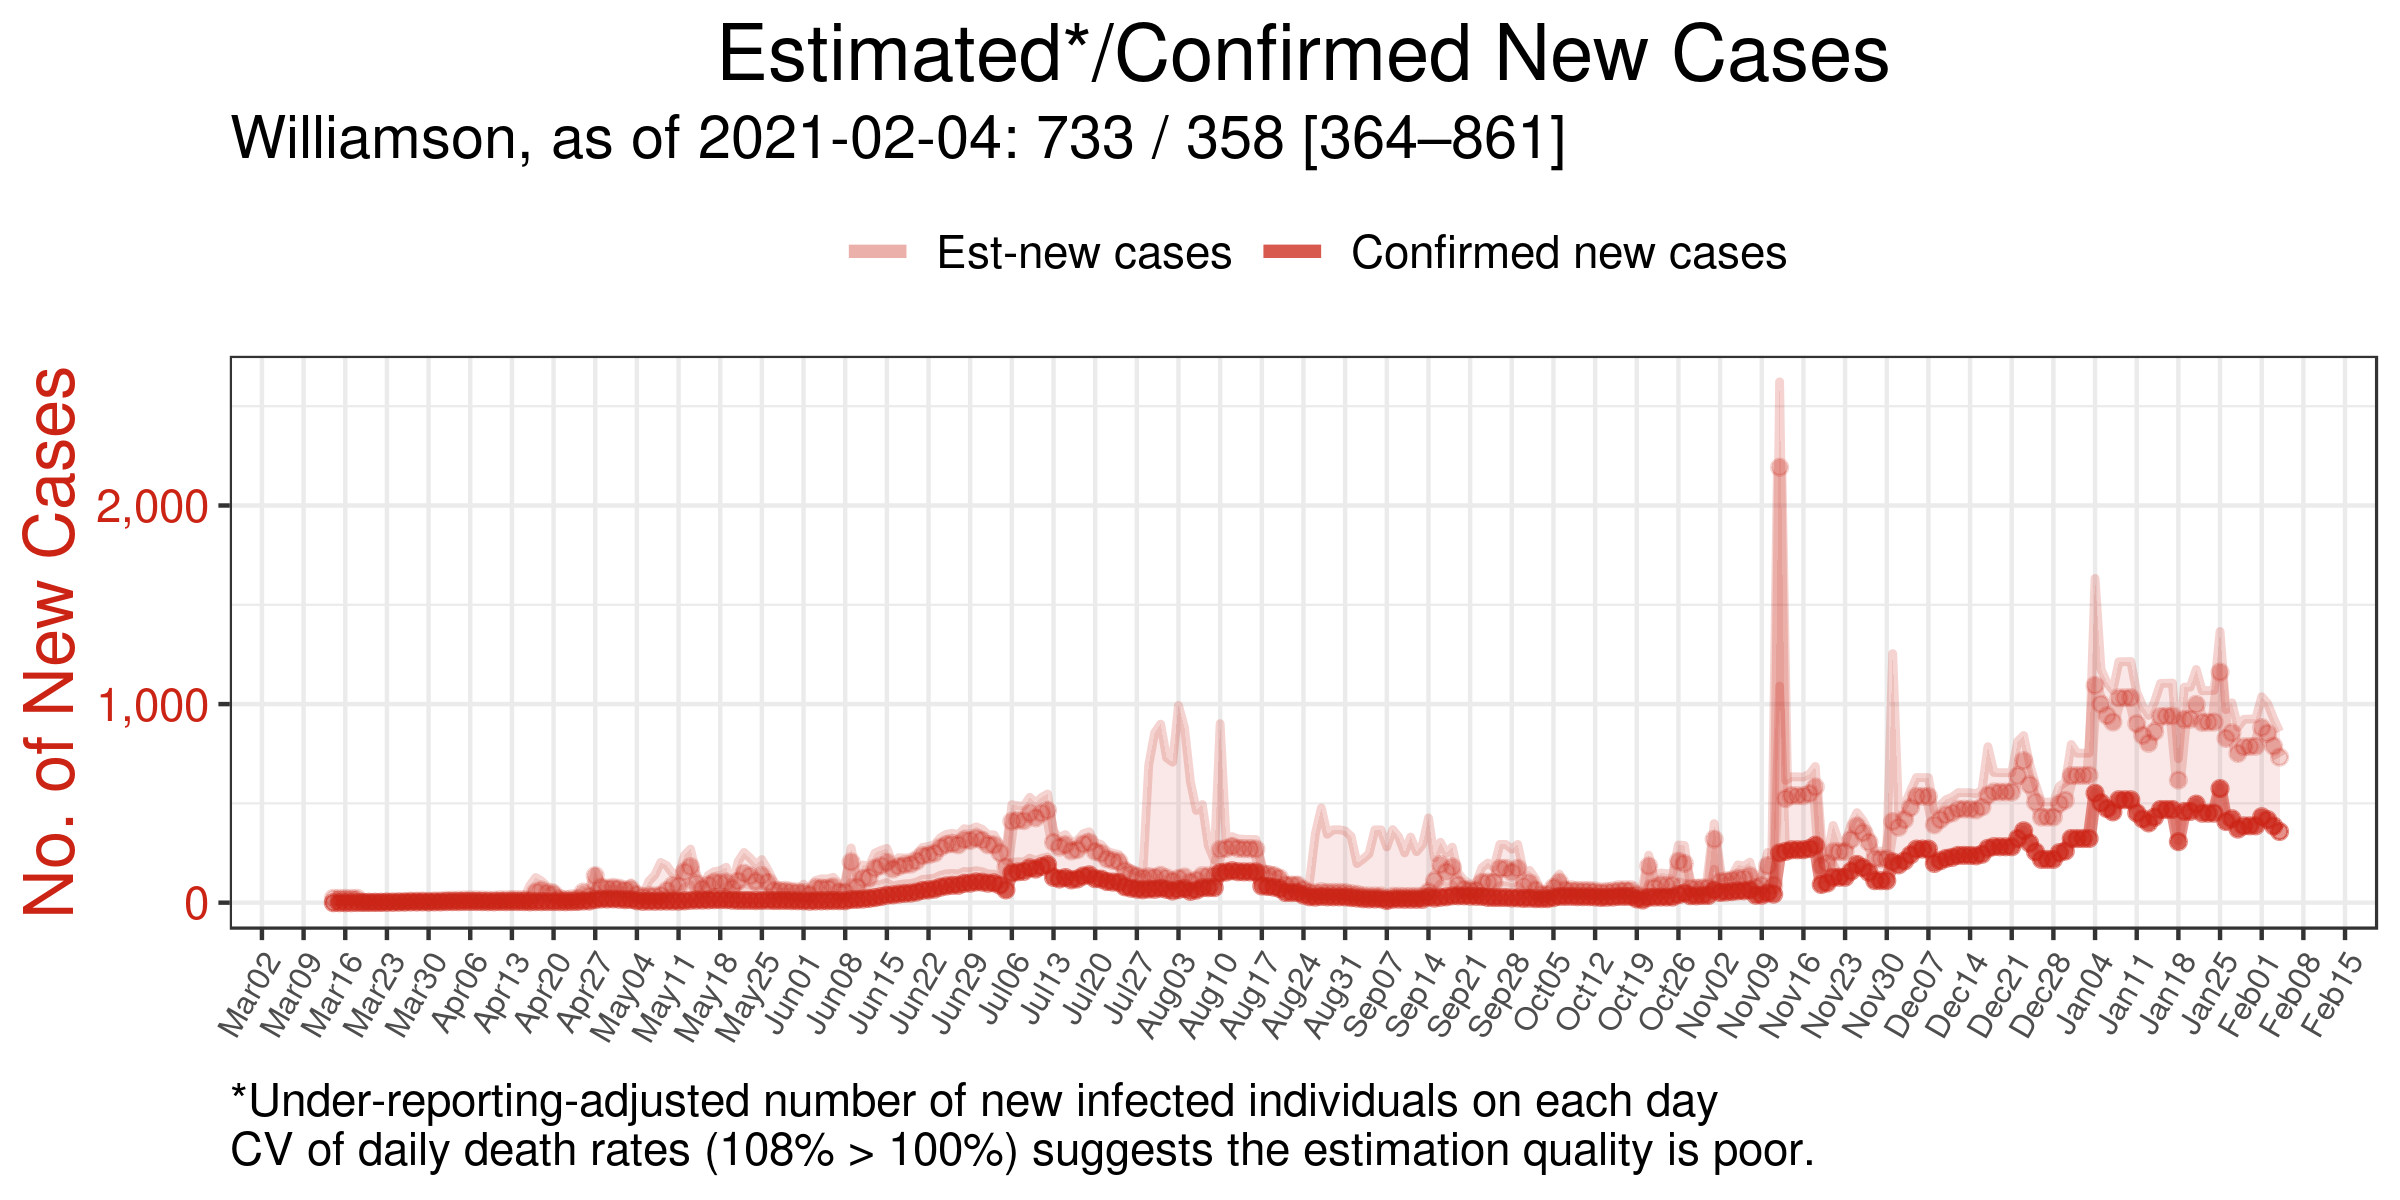 Estimated*/Confirmed New Cases
Williamson, as of 2021-02-04: 733 / 358 [364–861]
Est-new cases
Confirmed new cases
No. of New Cases
2,000
1,000
0
Mar02
Mar09
Mar16
Mar23
Mar30
Apr06
Apr13
Apr20
Apr27
May04
May11
May18
May25
Jun01
Jun08
Jun15
Jun22
Jun29
Jul06
Jul13
Jul20
Jul27
Aug03
Aug10
Aug17
Aug24
Aug31
Sep07
Sep14
Sep21
Sep28
Oct05
Oct12
Oct19
Oct26
Nov02
Nov09
Nov16
Nov23
Nov30
Dec07
Dec14
Dec21
Dec28
Jan04
Jan11
Jan18
Jan25
Feb01
Feb08
Feb15
*Under-reporting-adjusted number of new infected individuals on each day
CV of daily death rates (108% > 100%) suggests the estimation quality is poor.